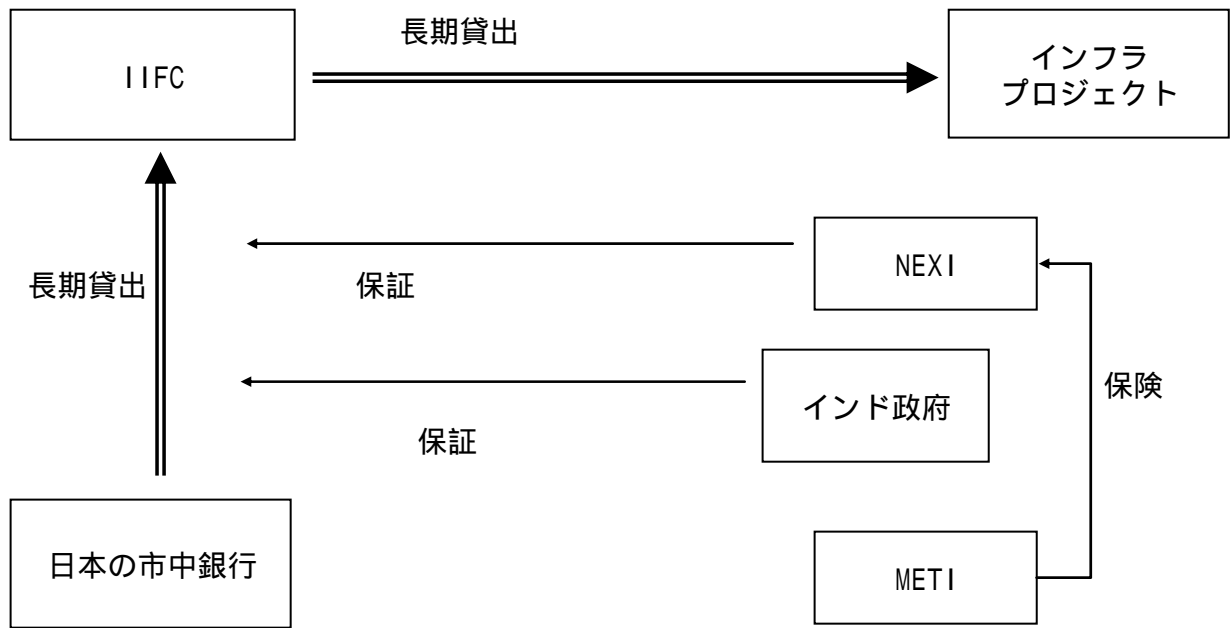 長期貸出
IIFC
インフラ
プロジェクト
NEXI
長期貸出
保証
インド政府
保険
保証
日本の市中銀行
METI